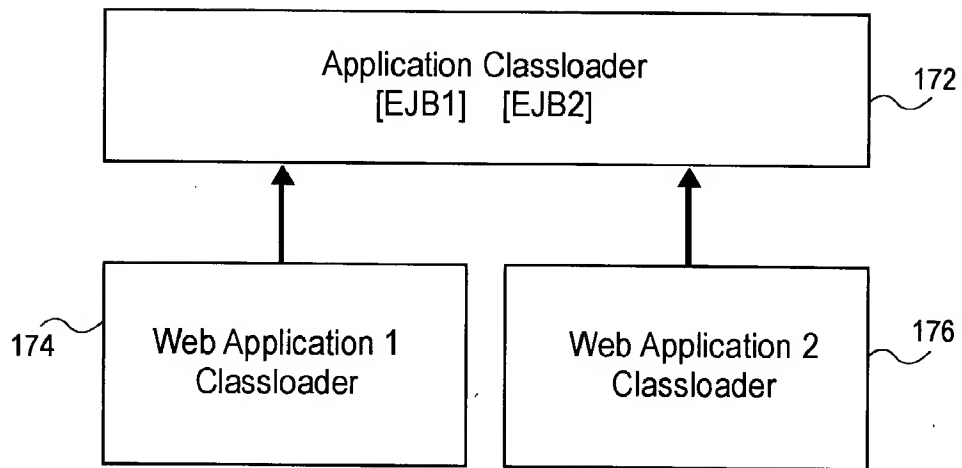 Application Classloader
[EJB1] [EJB2]
172
174
Web Application 1
Classloader
Web Application 2
Classloader
176